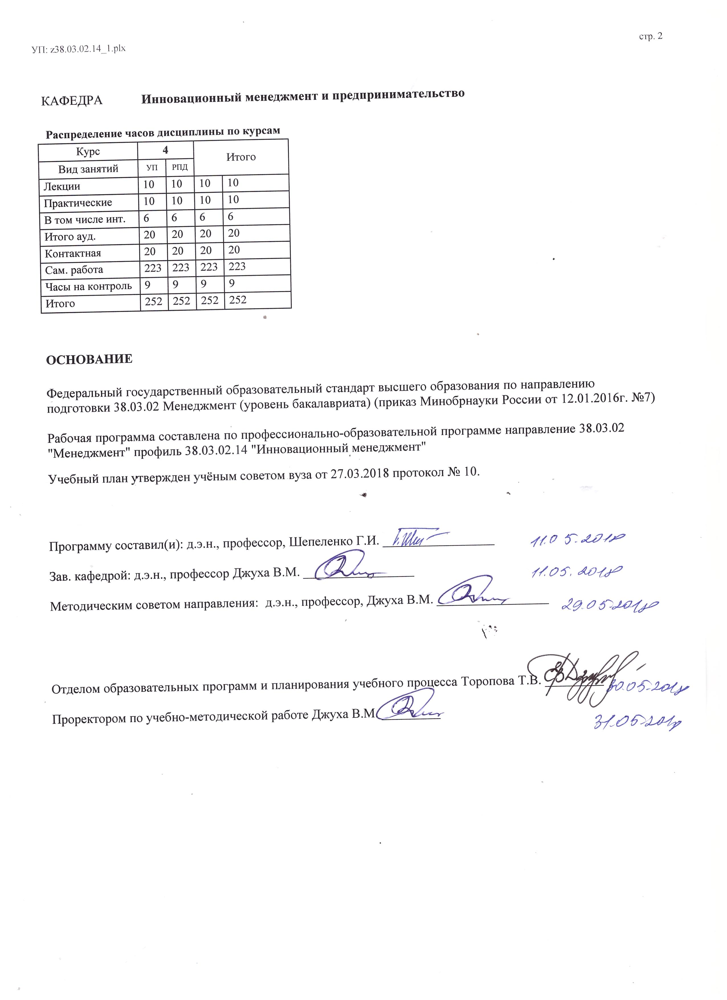 стр. 2
УП: z38.03.02.14_1.plx
КАФЕДРА Инновационный менеджмент и предпринимательство
Распределение часов дисциплины по курсам
Курс 4 Итого
Вид занятий УП РПД
Лекции 10 10 10 10
Практические 10 10 10 10
В том числе инт. 6 6 6 6
Итого ауд. 20 20 20 20
Контактная 20 20 20 20
Сам. работа 223 223 223 223
Часы на контроль 9 9 9 9
Итого 252 252 252 252
ОСНОВАНИЕ
Федеральный государственный образовательный стандарт высшего образования по направлению
подготовки 38.03.02 Менеджмент (уровень бакалавриата) (приказ Минобрнауки России от 12.01.2016г. №7)
Рабочая программа составлена по профессионально-образовательной программе направление 38.03.02
"Менеджмент" профиль 38.03.02.14 "Инновационный менеджмент"
Учебный план утвержден учёным советом вуза от 27.03.2018 протокол № 10.
Программу составил(и): д.э.н., профессор, Шепеленко Г.И. 11.05.2018
Зав. кафедрой: д.э.н., профессор Джуха В.М. 11.05.2018
Методическим советом направления: д.э.н., профессор, Джуха В.М. 29.05.2018
Отделом образовательных программ и планирования учебного процесса Торопова Т.В. 30.05.2018
Проректором по учебно-методической работе Джуха В.М. 31.05.2018